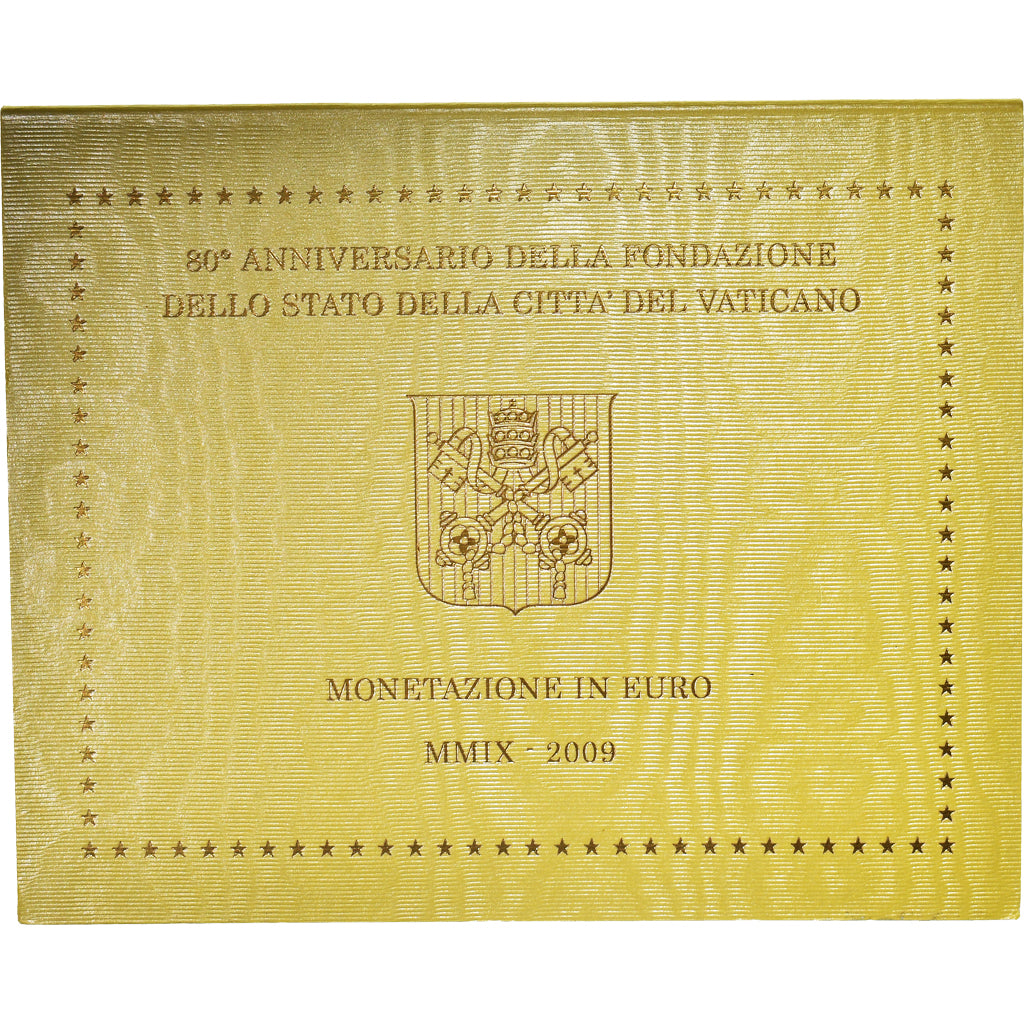 80° ANNIVERSARIO DELLA FONDAZIONE
DELLO STATO DELLA CITTA' DEL VATICANO
MONETAZIONE IN EURO
MMIX - 2009